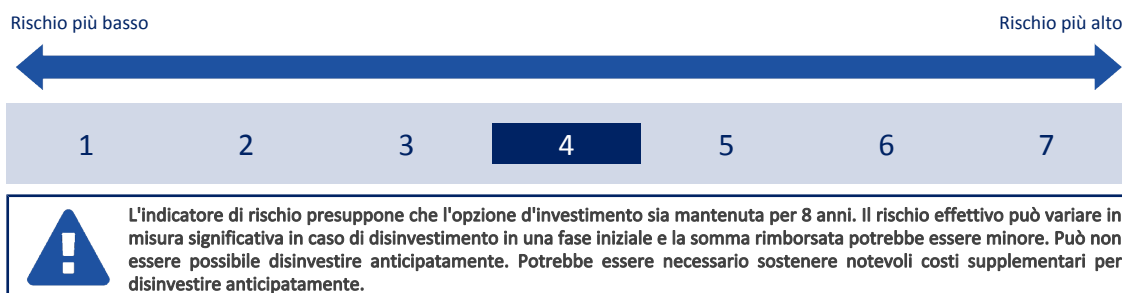 Rischio più basso Rischio più alto
1 2 3 4 5 6 7
L'indicatore di rischio presuppone che l'opzione d'investimento sia mantenuta per 8 anni. Il rischio effettivo può variare in
misura significativa in caso di disinvestimento in una fase iniziale e la somma rimborsata potrebbe essere minore. Può non
essere possibile disinvestire anticipatamente. Potrebbe essere necessario sostenere notevoli costi supplementari per
disinvestire anticipatamente.